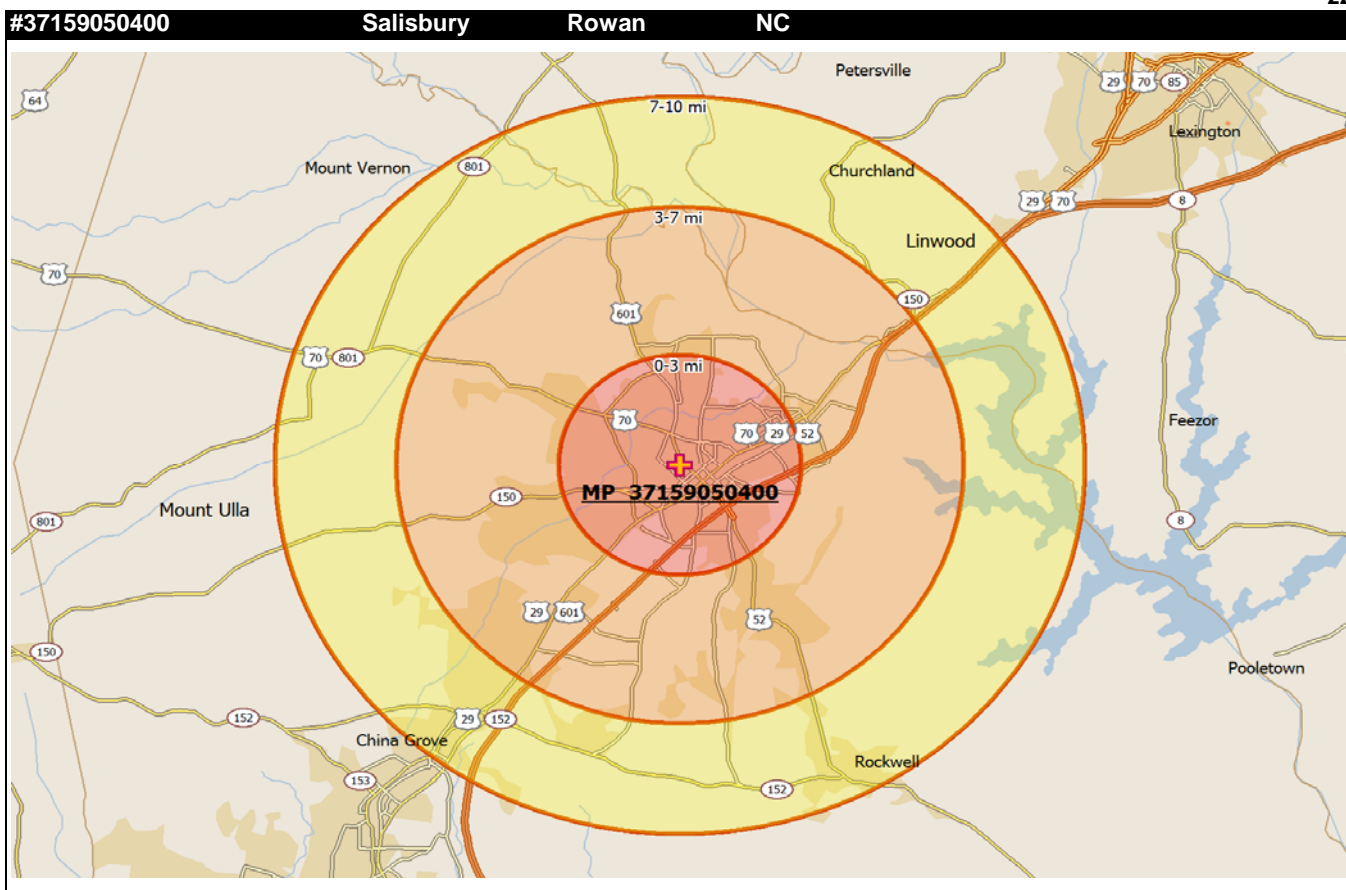 #37159050400 Salisbury Rowan NC
Petersville
29 70 85
64
7-10 mi
Lexington
Mount Vernon
801
Churchland
29 70
8
3-7 mi
Linwood
70
150
601
70 801
0-3 mi
70
70 29 52
Feezor
MP 37159050400
150
Mount Ulla
801
8
29 601
52
150
Pooletown
152
29 152
China Grove
Rockwell
153
152